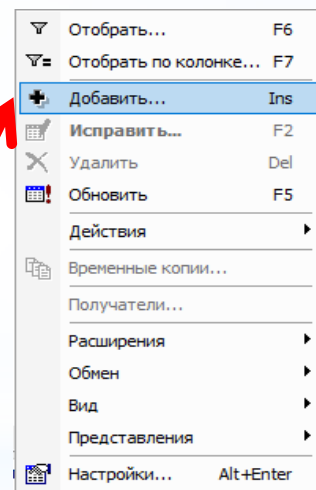 Отобрать... F6
Отобрать по колонке... F7
Добавить... Ins
Исправить... F2
Удалить Del
Обновить F5
Действия
Временные копии...
Получатели...
Расширения
Обмен
Вид
Представления
Настройки... Alt+Enter